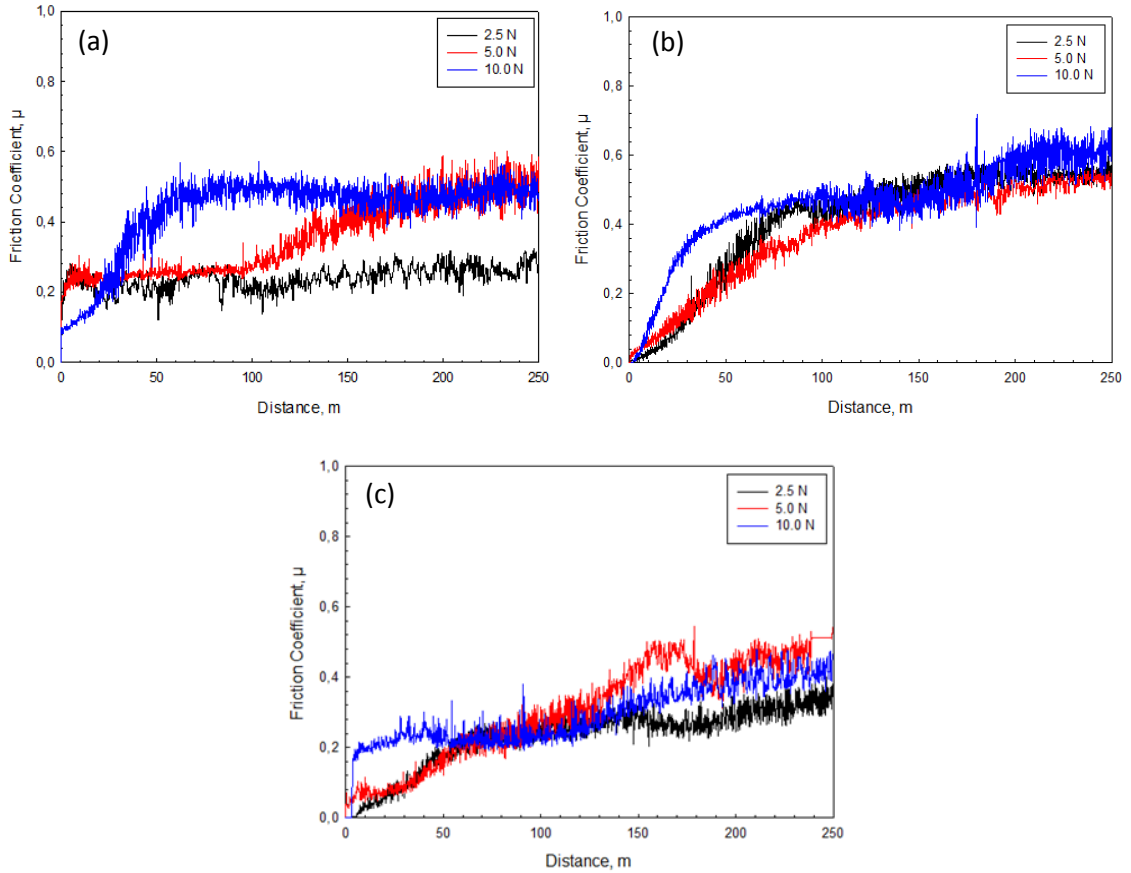 (a)
2.5 N
5.0 N
10.0 N
1,0
0,8
0,6
0,4
0,2
0,0
Friction Coefficient, μ
0 50 100 150 200 250
Distance, m
(b)
2.5 N
5.0 N
10.0 N
1,0
0,8
0,6
0,4
0,2
0,0
Friction Coefficient, μ
0 50 100 150 200 250
Distance, m
(c)
2.5 N
5.0 N
10.0 N
1,0
0,8
0,6
0,4
0,2
0,0
Friction Coefficient, μ
0 50 100 150 200 250
Distance, m